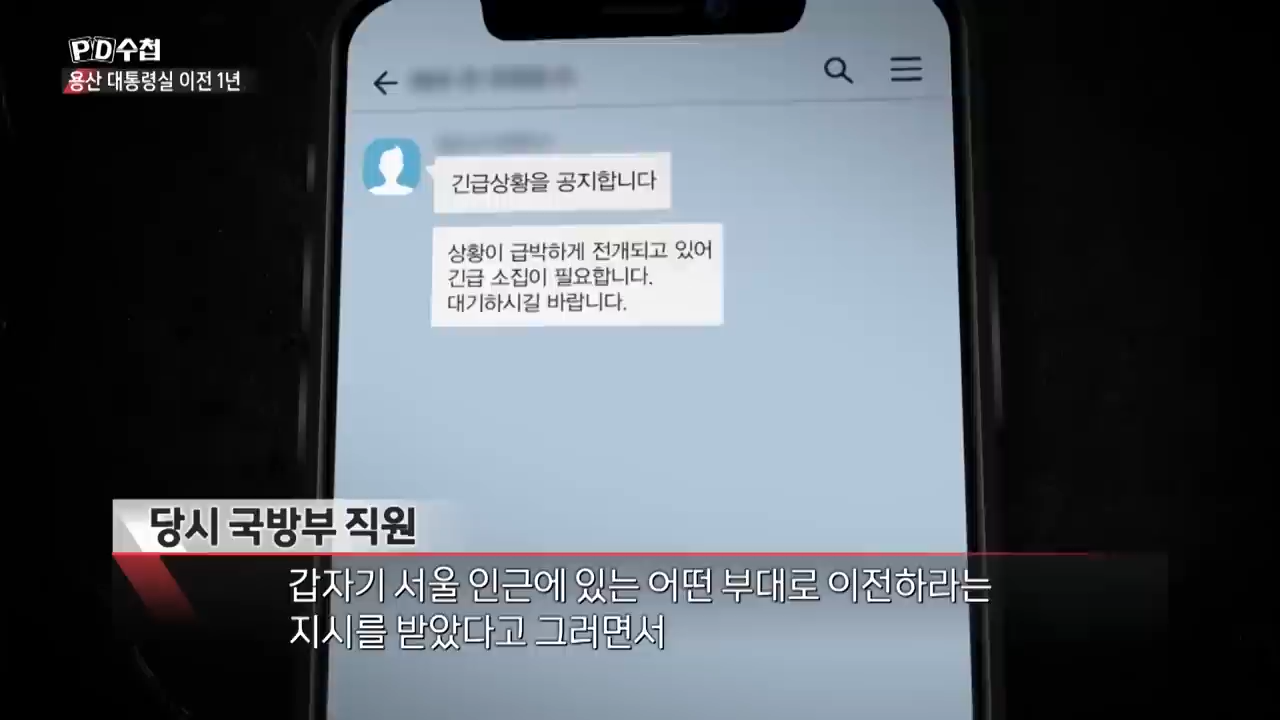 PD수첩
용산 대통령실 이전 1년
긴급상황을 공지합니다
상황이 급박하게 전개되고 있어
긴급 소집이 필요합니다.
대기하시길 바랍니다.
당시 국방부 직원
갑자기 서울 인근에 있는 어떤 부대로 이전하라는
지시를 받았다고 그러면서